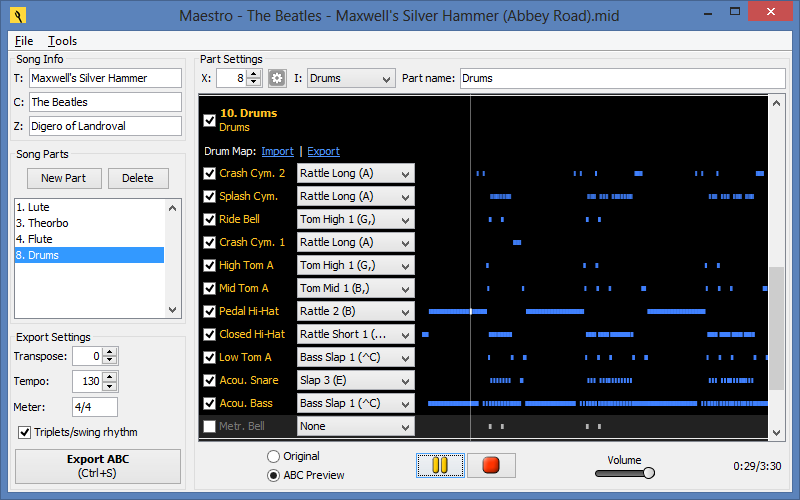 Maestro - The Beatles - Maxwell's Silver Hammer (Abbey Road).mid
File Tools
Song Info
T: Maxwell's Silver Hammer
C: The Beatles
Z: Digero of Landroval
Song Parts
New Part Delete
1. Lute
3. Theorbo
4. Flute
8. Drums
Export Settings
Transpose: 0
Tempo: 130
Meter: 4/4
Triplets/swing rhythm
Export ABC
(Ctrl+S)
Part Settings
X: 8 I: Drums Part name: Drums
10. Drums
Drums
Drum Map: Import | Export
Crash Cym. 2 Rattle Long (A)
Splash Cym. Rattle Long (A)
Ride Bell Tom High 1 (G,)
Crash Cym. 1 Rattle Long (A)
High Tom A Tom High 1 (G,)
Mid Tom A Tom Mid 1 (B,)
Pedal Hi-Hat Rattle 2 (B)
Closed Hi-Hat Rattle Short 1 (...
Low Tom A Bass Slap 1 (^C)
Acou. Snare Slap 3 (E)
Acou. Bass Bass Slap 1 (^C)
Metr. Bell None
Original
ABC Preview
Volume
0:29/3:30